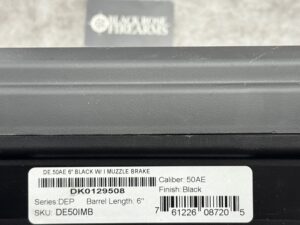 BLACK ROSE
FIREARMS
DE 50AE 6" BLACK W/ I MUZZLE BRAKE
DK0129508
Caliber: 50AE
Finish: Black
Series:DEP Barrel Length: 6"
SKU: DE50IMB
7 61226 08720 5